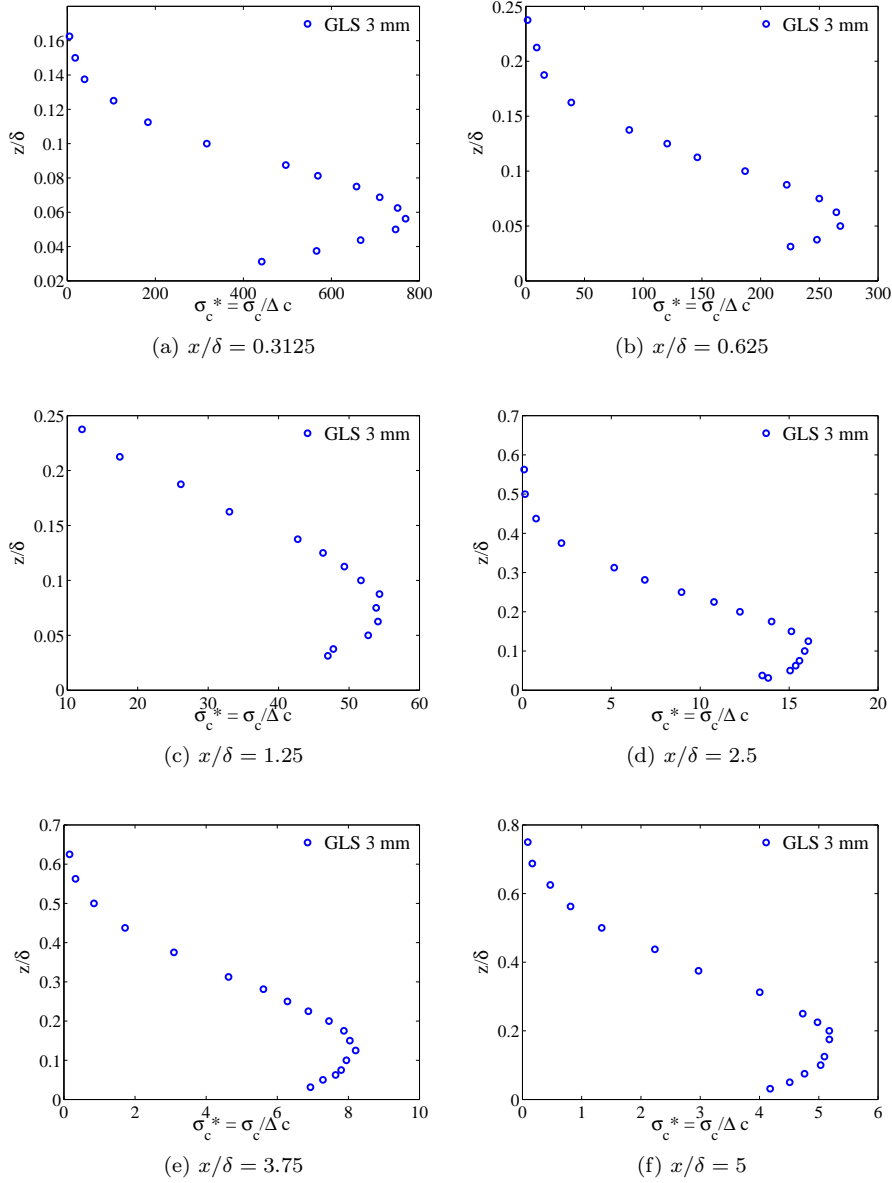 GLS 3 mm
0.16
0.14
0.12
0.1
0.08
0.06
0.04
0.02
z/δ
0 200 400 600 800
σc* = σc/Δ c
(a) x/δ = 0.3125
GLS 3 mm
0.25
0.2
0.15
0.1
0.05
0
z/δ
0 50 100 150 200 250 300
σc* = σc/Δ c
(b) x/δ = 0.625
GLS 3 mm
0.25
0.2
0.15
0.1
0.05
0
z/δ
10 20 30 40 50 60
σc* = σc/Δ c
(c) x/δ = 1.25
GLS 3 mm
0.7
0.6
0.5
0.4
0.3
0.2
0.1
0
z/δ
0 5 10 15 20
σc* = σc/Δ c
(d) x/δ = 2.5
GLS 3 mm
0.7
0.6
0.5
0.4
0.3
0.2
0.1
0
z/δ
0 2 4 6 8 10
σc* = σc/Δ c
(e) x/δ = 3.75
GLS 3 mm
0.8
0.6
0.4
0.2
0
z/δ
0 1 2 3 4 5 6
σc* = σc/Δ c
(f) x/δ = 5